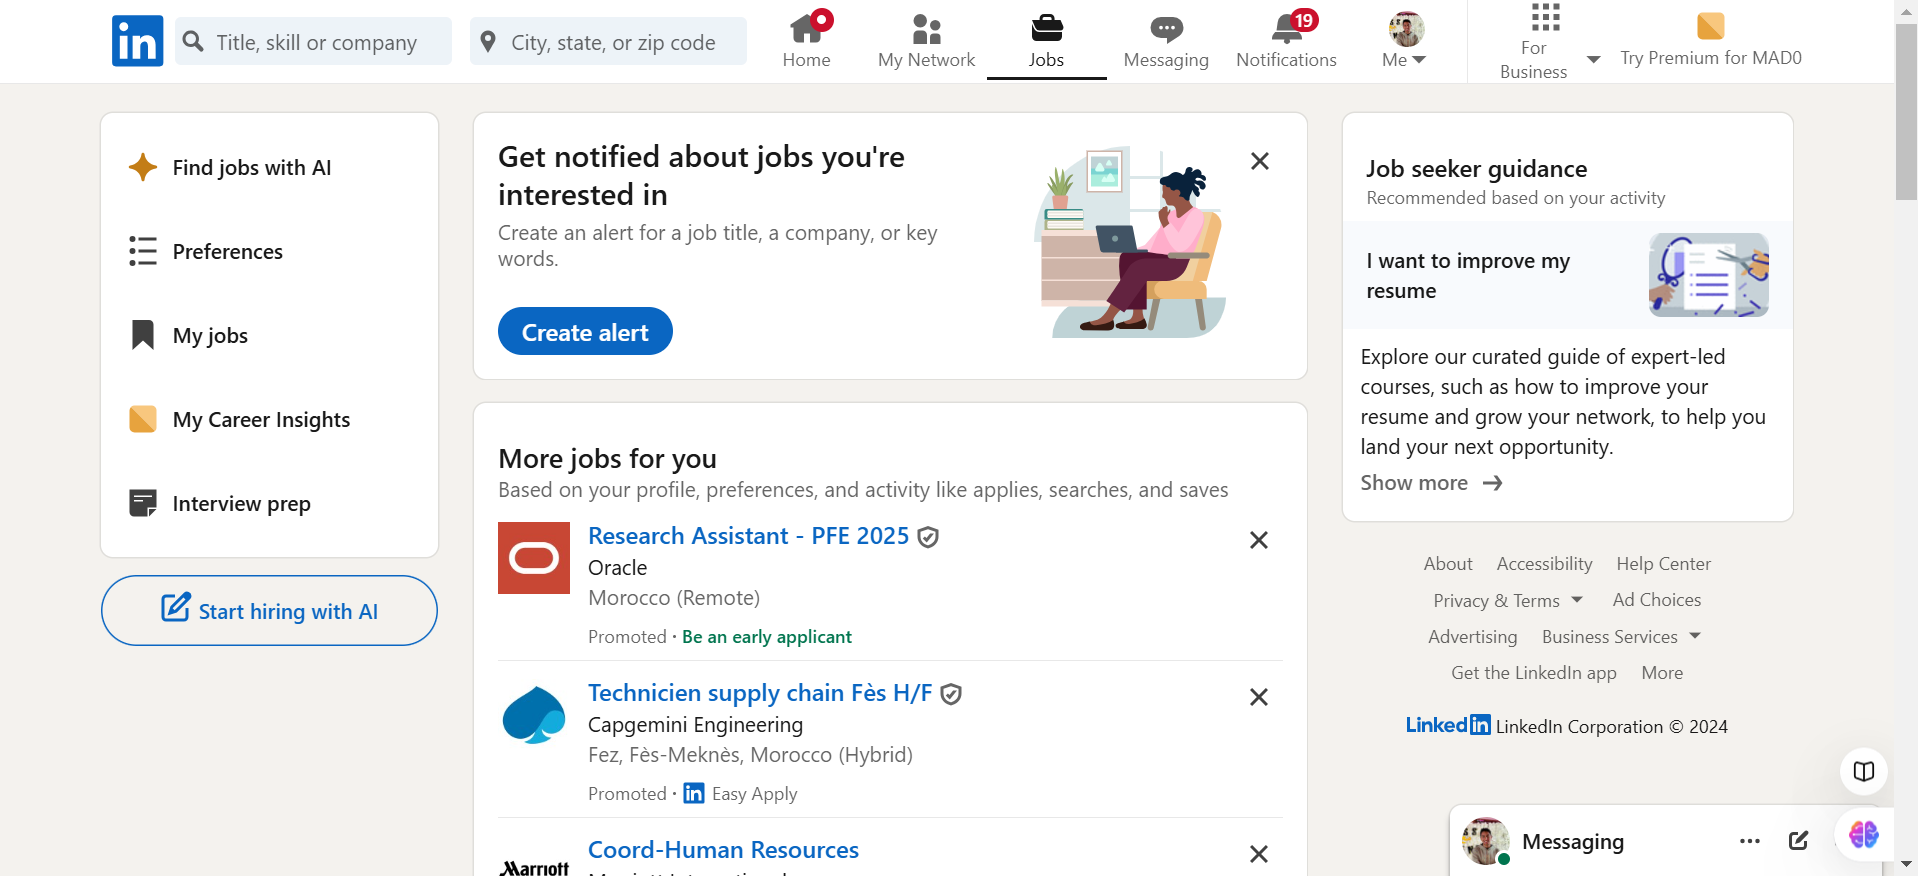 in
Title, skill or company
City, state, or zip code
Home
My Network
Jobs
Messaging
19
Notifications
Me
For
Business
Try Premium for MAD0
Find jobs with AI
Preferences
My jobs
My Career Insights
Interview prep
Start hiring with AI
Get notified about jobs you're
interested in
Create an alert for a job title, a company, or key
words.
Create alert
More jobs for you
Based on your profile, preferences, and activity like applies, searches, and saves
Research Assistant - PFE 2025
Oracle
Morocco (Remote)
Promoted · Be an early applicant
Technicien supply chain Fès H/F
Capgemini Engineering
Fez, Fès-Meknès, Morocco (Hybrid)
Promoted · in Easy Apply
Coord-Human Resources
Marriott
Job seeker guidance
Recommended based on your activity
I want to improve my
resume
Explore our curated guide of expert-led
courses, such as how to improve your
resume and grow your network, to help you
land your next opportunity.
Show more
About Accessibility Help Center
Privacy & Terms Ad Choices
Advertising Business Services
Get the LinkedIn app More
LinkedIn LinkedIn Corporation © 2024
Messaging